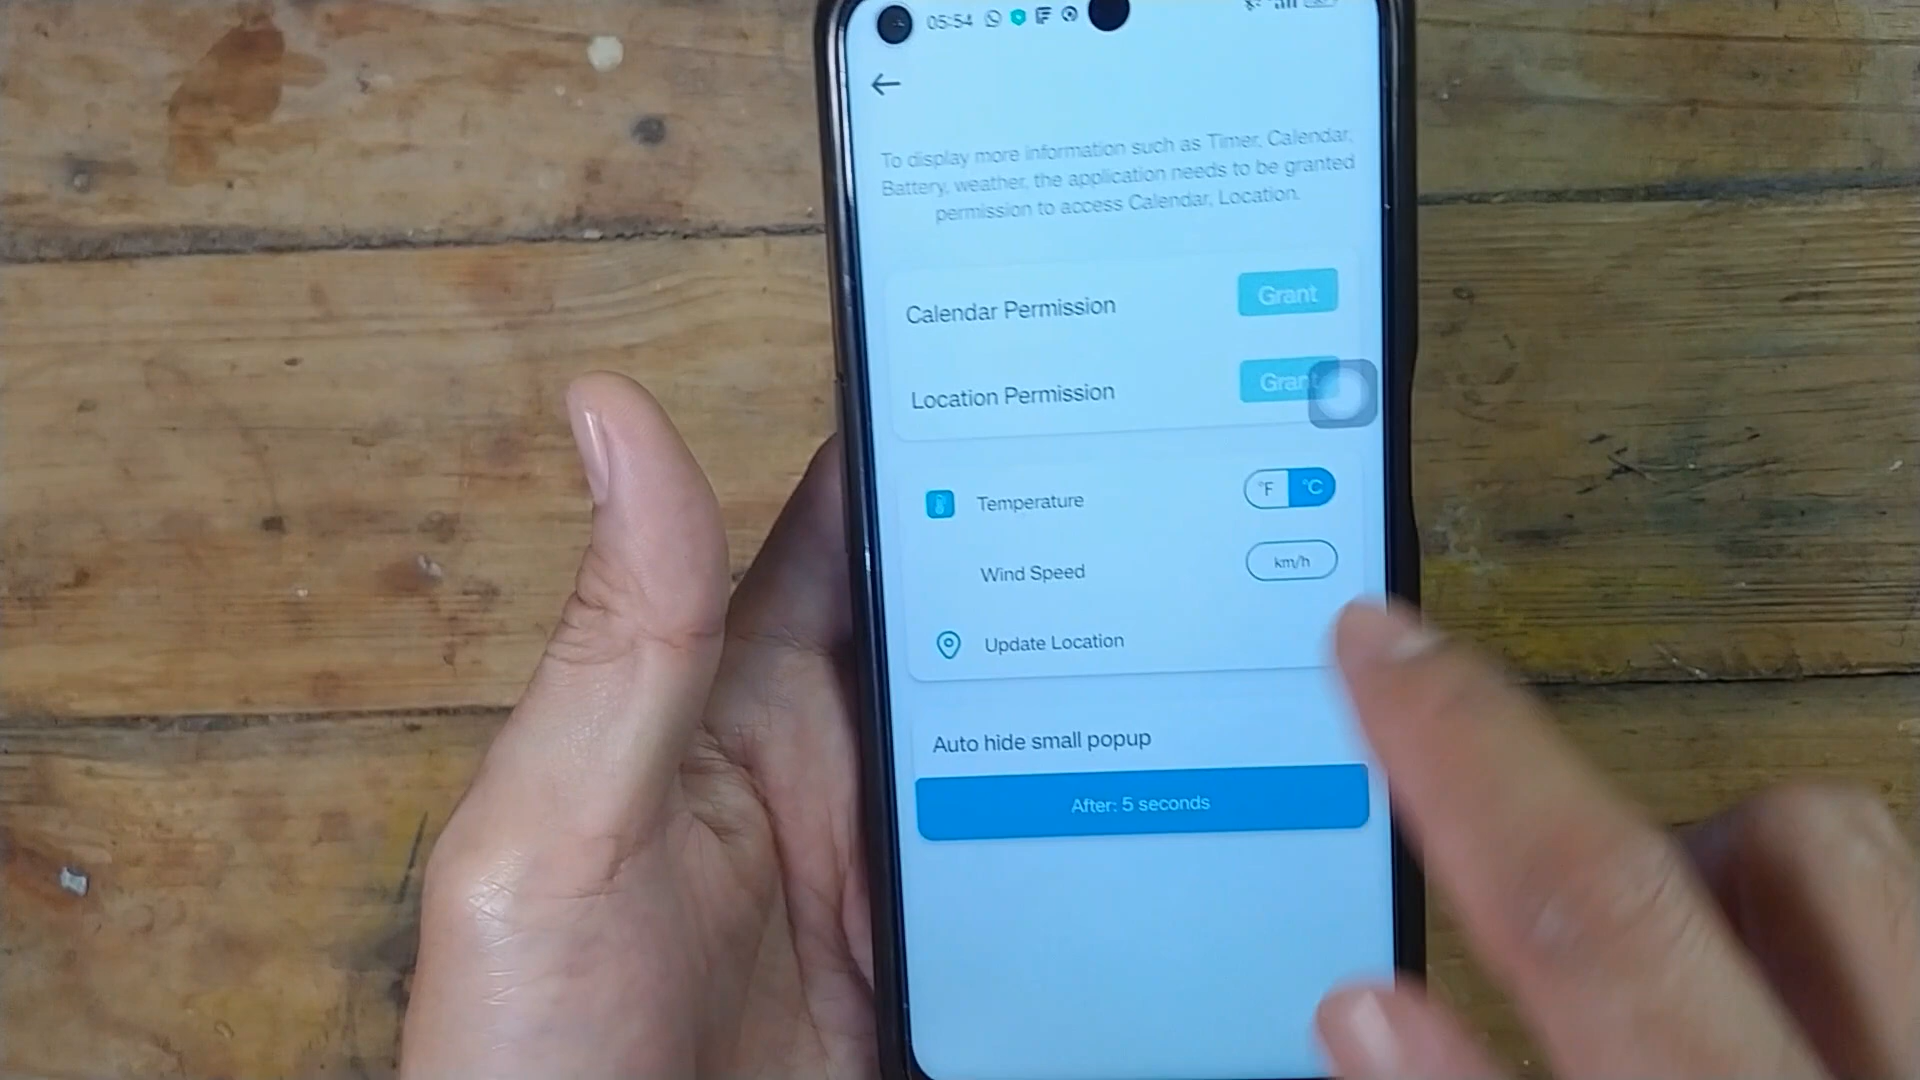 05:54
To display more information such as Timer, Calendar,
Battery, weather, the application needs to be granted
permission to access Calendar, Location.
Calendar Permission Grant
Location Permission Grant
Temperature °F °C
Wind Speed km/h
Update Location
Auto hide small popup
After: 5 seconds